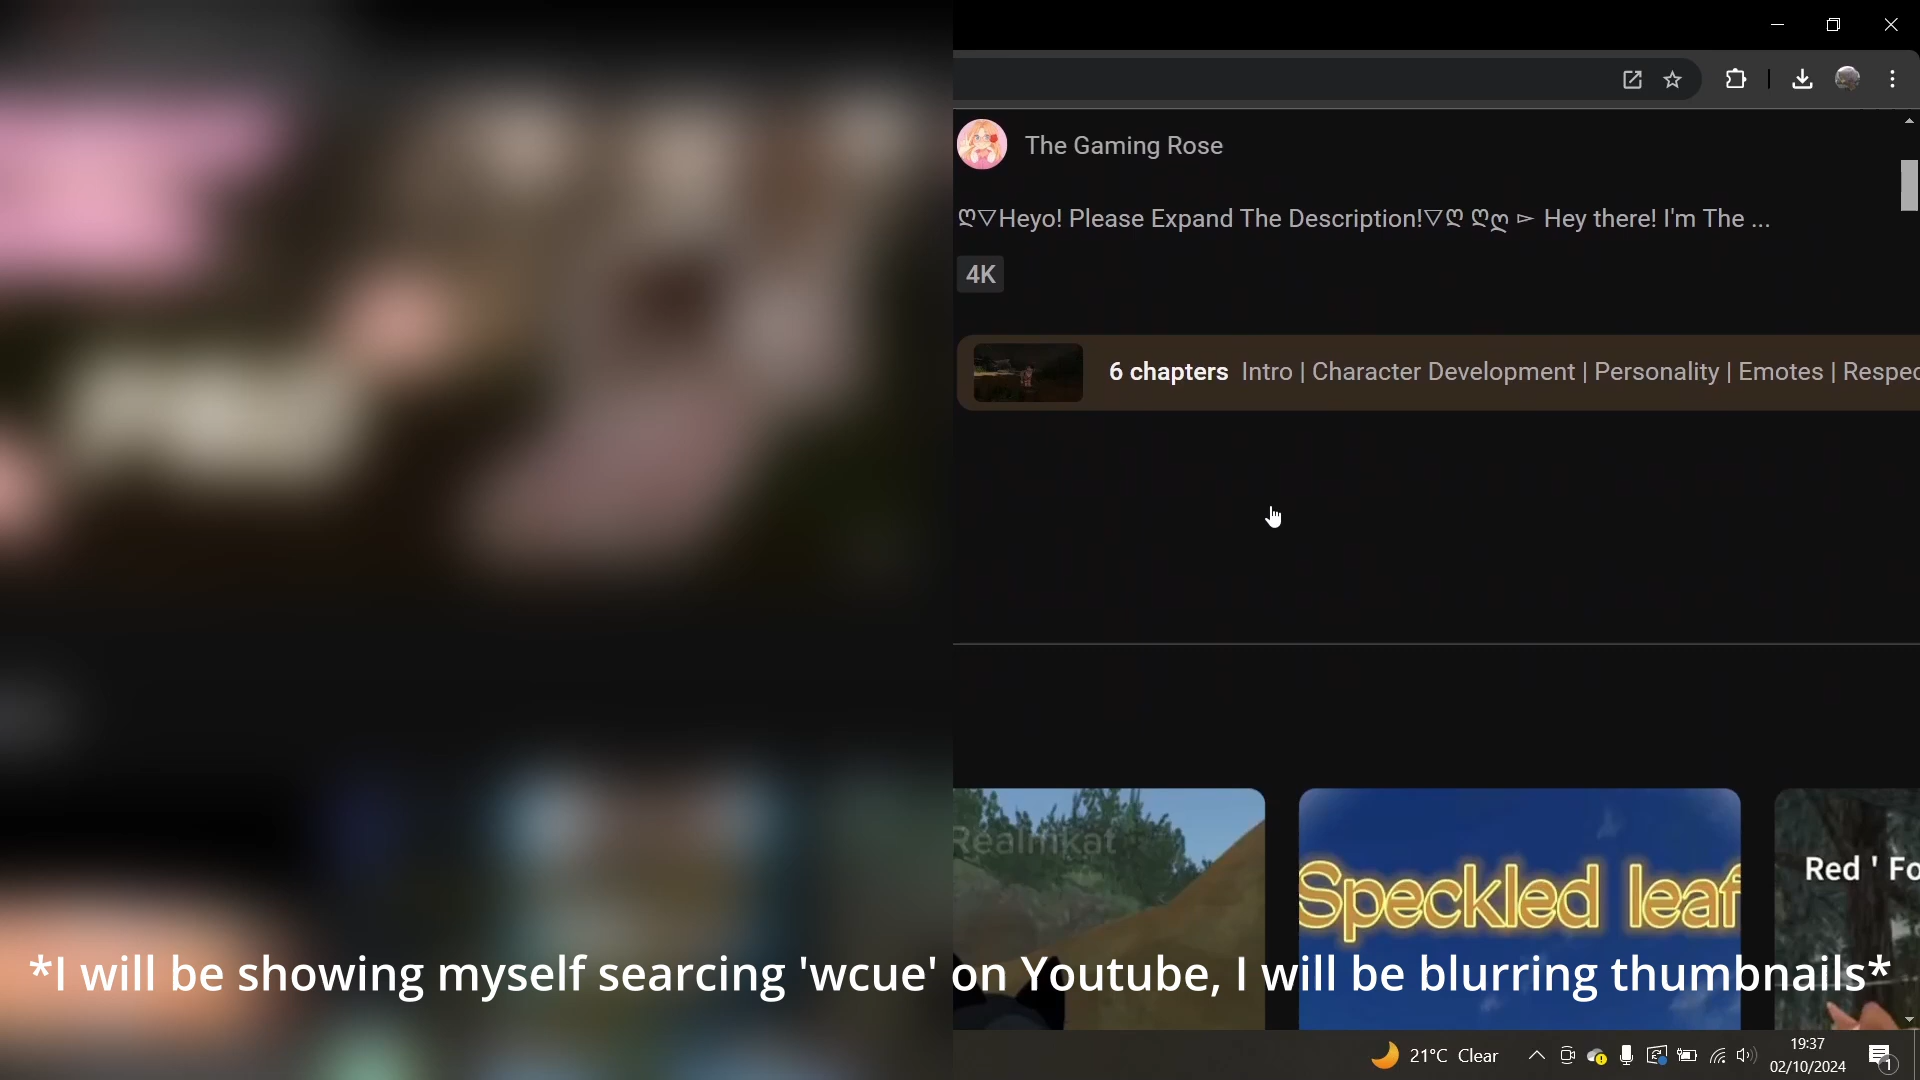 The Gaming Rose
ღ▽Heyo! Please Expand The Description!▽ღ ღლ ▻ Hey there! I'm The ...
4K
6 chapters Intro | Character Development | Personality | Emotes | Respec
Realmkat
Speckled leaf
Red ' Fo
*I will be showing myself searcing 'wcue' on Youtube, I will be blurring thumbnails*
21°C Clear
19:37
02/10/2024
1